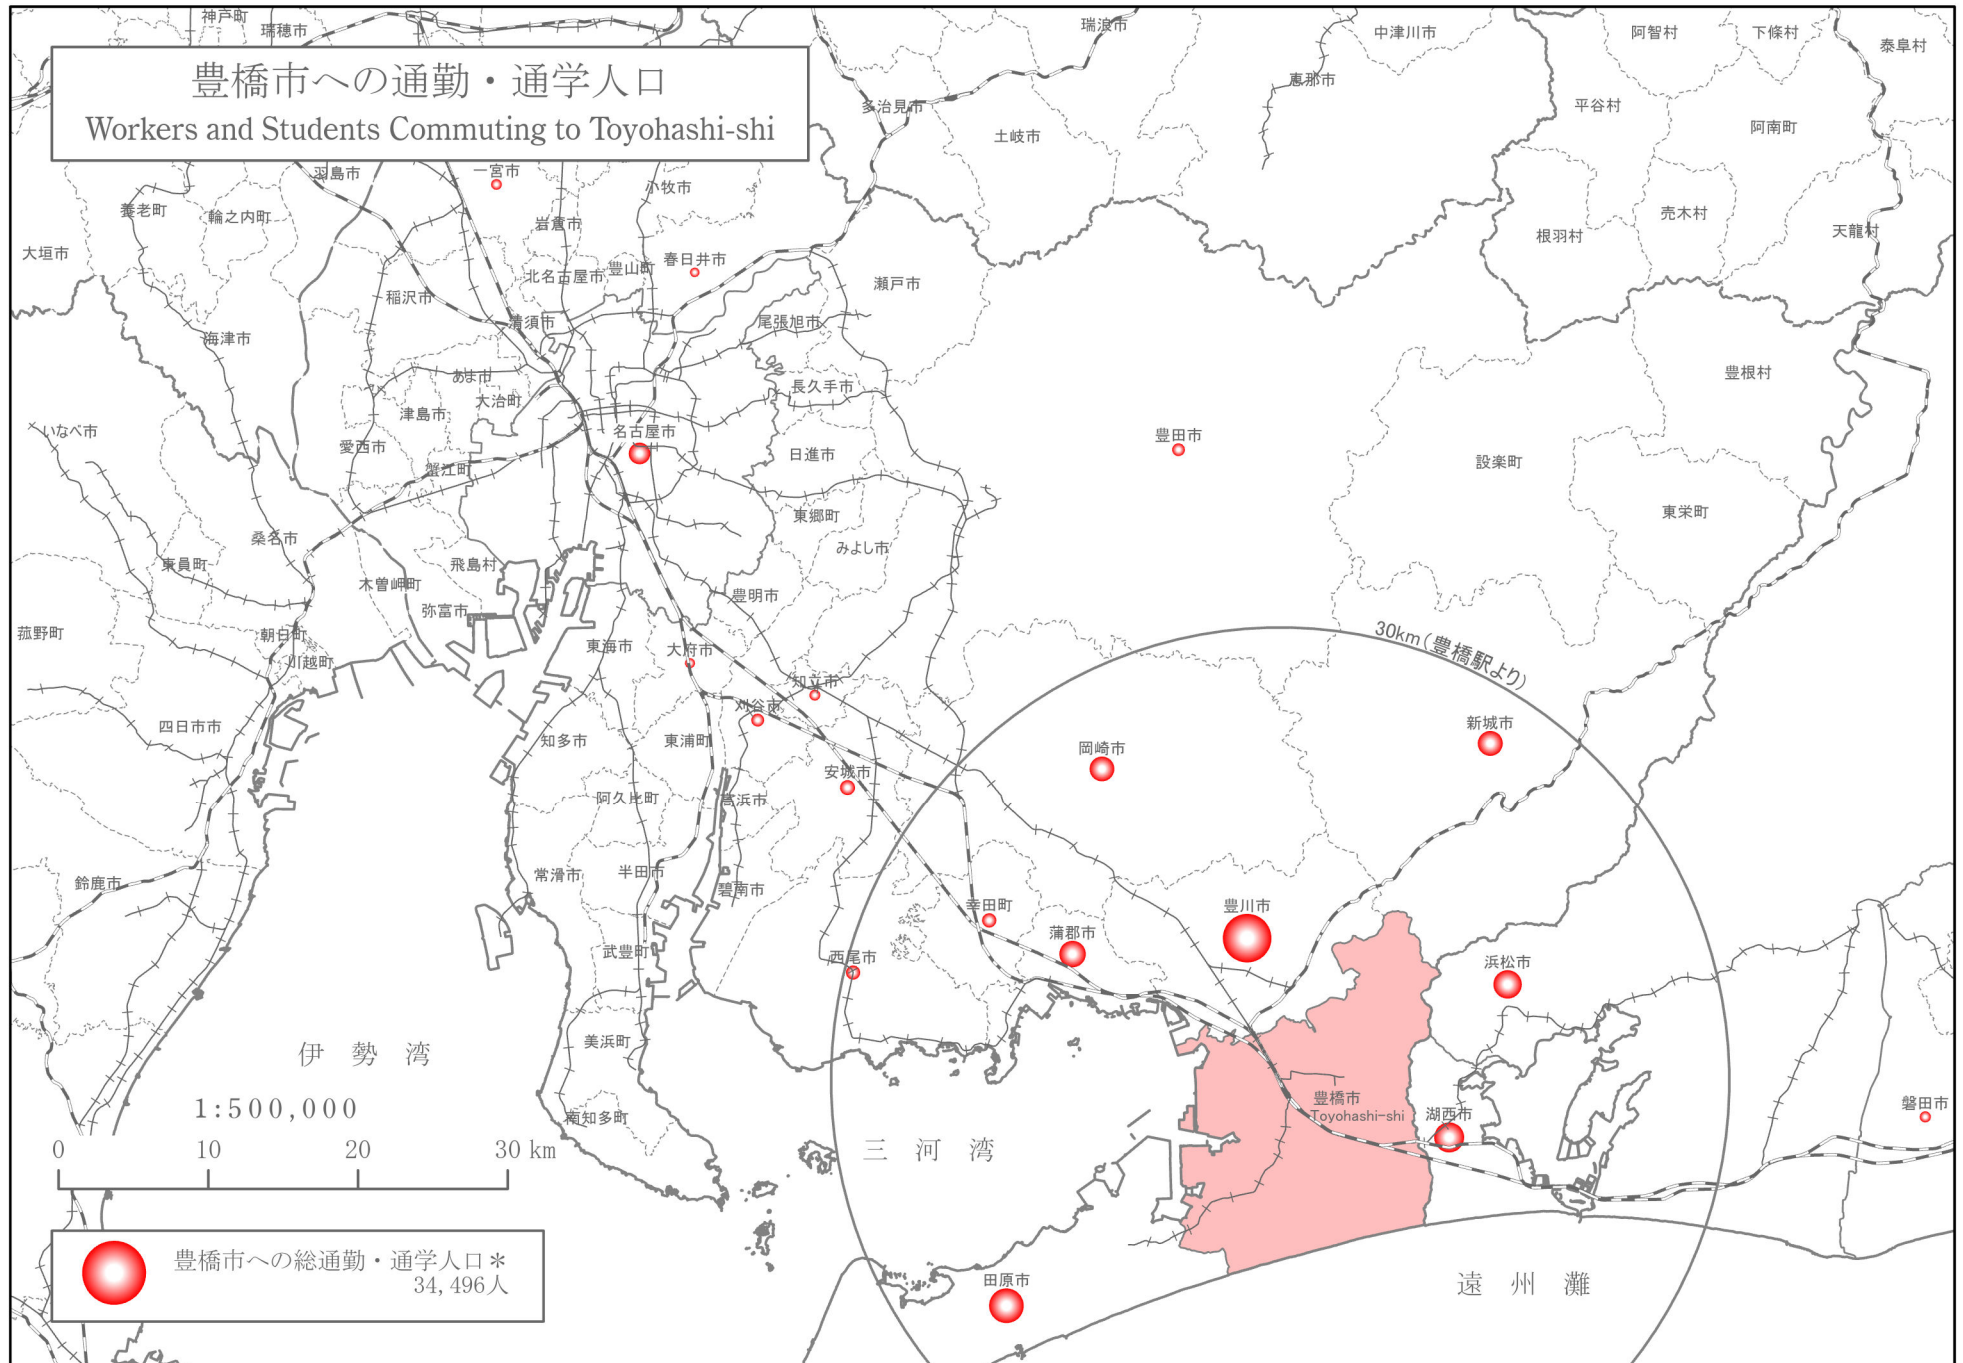 神戸町
瑞穂市
瑞浪市
中津川市
阿智村
下條村
泰阜村
豊橋市への通勤・通学人口
Workers and Students Commuting to Toyohashi-shi
恵那市
多治見市
土岐市
平谷村
阿南町
羽島市
一宮市
小牧市
養老町
輪之内町
岩倉市
売木村
根羽村
天龍村
大垣市
北名古屋市
豊山町
春日井市
瀬戸市
稲沢市
清須市
尾張旭市
海津市
あま市
大治町
長久手市
豊根村
津島市
いなべ市
愛西市
名古屋市
豊田市
蟹江町
日進市
設楽町
東郷町
東栄町
桑名市
みよし市
東員町
飛島村
木曽岬町
弥富市
豊明市
菰野町
朝日町
川越町
東海市
大府市
30km(豊橋駅より)
知立市
刈谷市
四日市市
知多市
東浦町
岡崎市
新城市
安城市
阿久比町
高浜市
鈴鹿市
常滑市
半田市
碧南市
幸田町
豊川市
蒲郡市
武豊町
西尾市
浜松市
美浜町
伊勢湾
1:500,000
南知多町
豊橋市
Toyohashi-shi
湖西市
磐田市
三河湾
0 10 20 30 km
豊橋市への総通勤・通学人口＊
34,496人
田原市
遠州灘